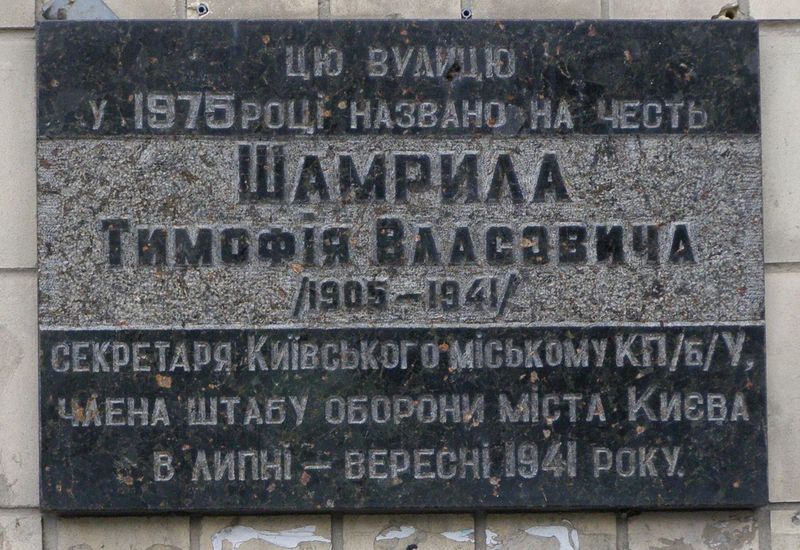 ЦЮ ВУЛИЦЮ
У 1975 РОЦІ НАЗВАНО НА ЧЕСТЬ
ШАМРИЛА
ТИМОФІЯ ВЛАСОВИЧА
/1905 – 1941/
СЕКРЕТАРЯ КИЇВСЬКОГО МІСЬКОМУ КП/б/У,
ЧЛЕНА ШТАБУ ОБОРОНИ МІСТА КИЄВА
В ЛИПНІ – ВЕРЕСНІ 1941 РОКУ.